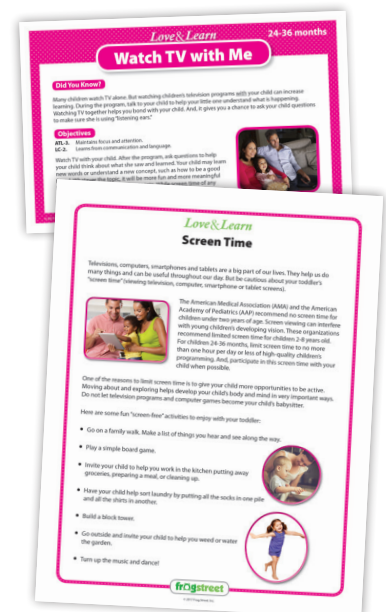 Love & Learn
24-36 months
Watch TV with Me
Did You Know?
Many children watch TV alone. But watching children's television programs with your child can increase
learning. During the program, talk to your child to help your little one understand what is happening.
Watching TV together helps you bond with your child. And, it gives you a chance to ask your child questions
to make sure she is using "listening ears."
Objectives
ATL-3. Maintains focus and attention.
LC-2. Learns from communication and language.
Watch TV with your child. After the program, ask questions to help
your child think about what she saw and learned. Your child may learn
new words or understand a new concept, such as how to be a good
it will be more fun and more meaningful
screen time of any
Love & Learn
Screen Time
Televisions, computers, smartphones and tablets are a big part of our lives. They help us do
many things and can be useful throughout our day. But be cautious about your toddler's
"screen time" (viewing television, computer, smartphone or tablet screens).
The American Medical Association (AMA) and the American
Academy of Pediatrics (AAP) recommend no screen time for
children under two years of age. Screen viewing can interfere
with young children's developing vision. These organizations
recommend limited screen time for children 2-8 years old.
For children 24-36 months, limit screen time to no more
than one hour per day or less of high-quality children's
programming. And, participate in this screen time with your
child when possible.
One of the reasons to limit screen time is to give your child more opportunities to be active.
Moving about and exploring helps develop your child's body and mind in very important ways.
Do not let television programs and computer games become your child's babysitter.
Here are some fun "screen-free" activities to enjoy with your toddler:
• Go on a family walk. Make a list of things you hear and see along the way.
• Play a simple board game.
• Invite your child to help you work in the kitchen putting away
groceries, preparing a meal, or cleaning up.
• Have your child help sort laundry by putting all the socks in one pile
and all the shirts in another.
• Build a block tower.
• Go outside and invite your child to help you weed or water
the garden.
• Turn up the music and dance!
frogstreet